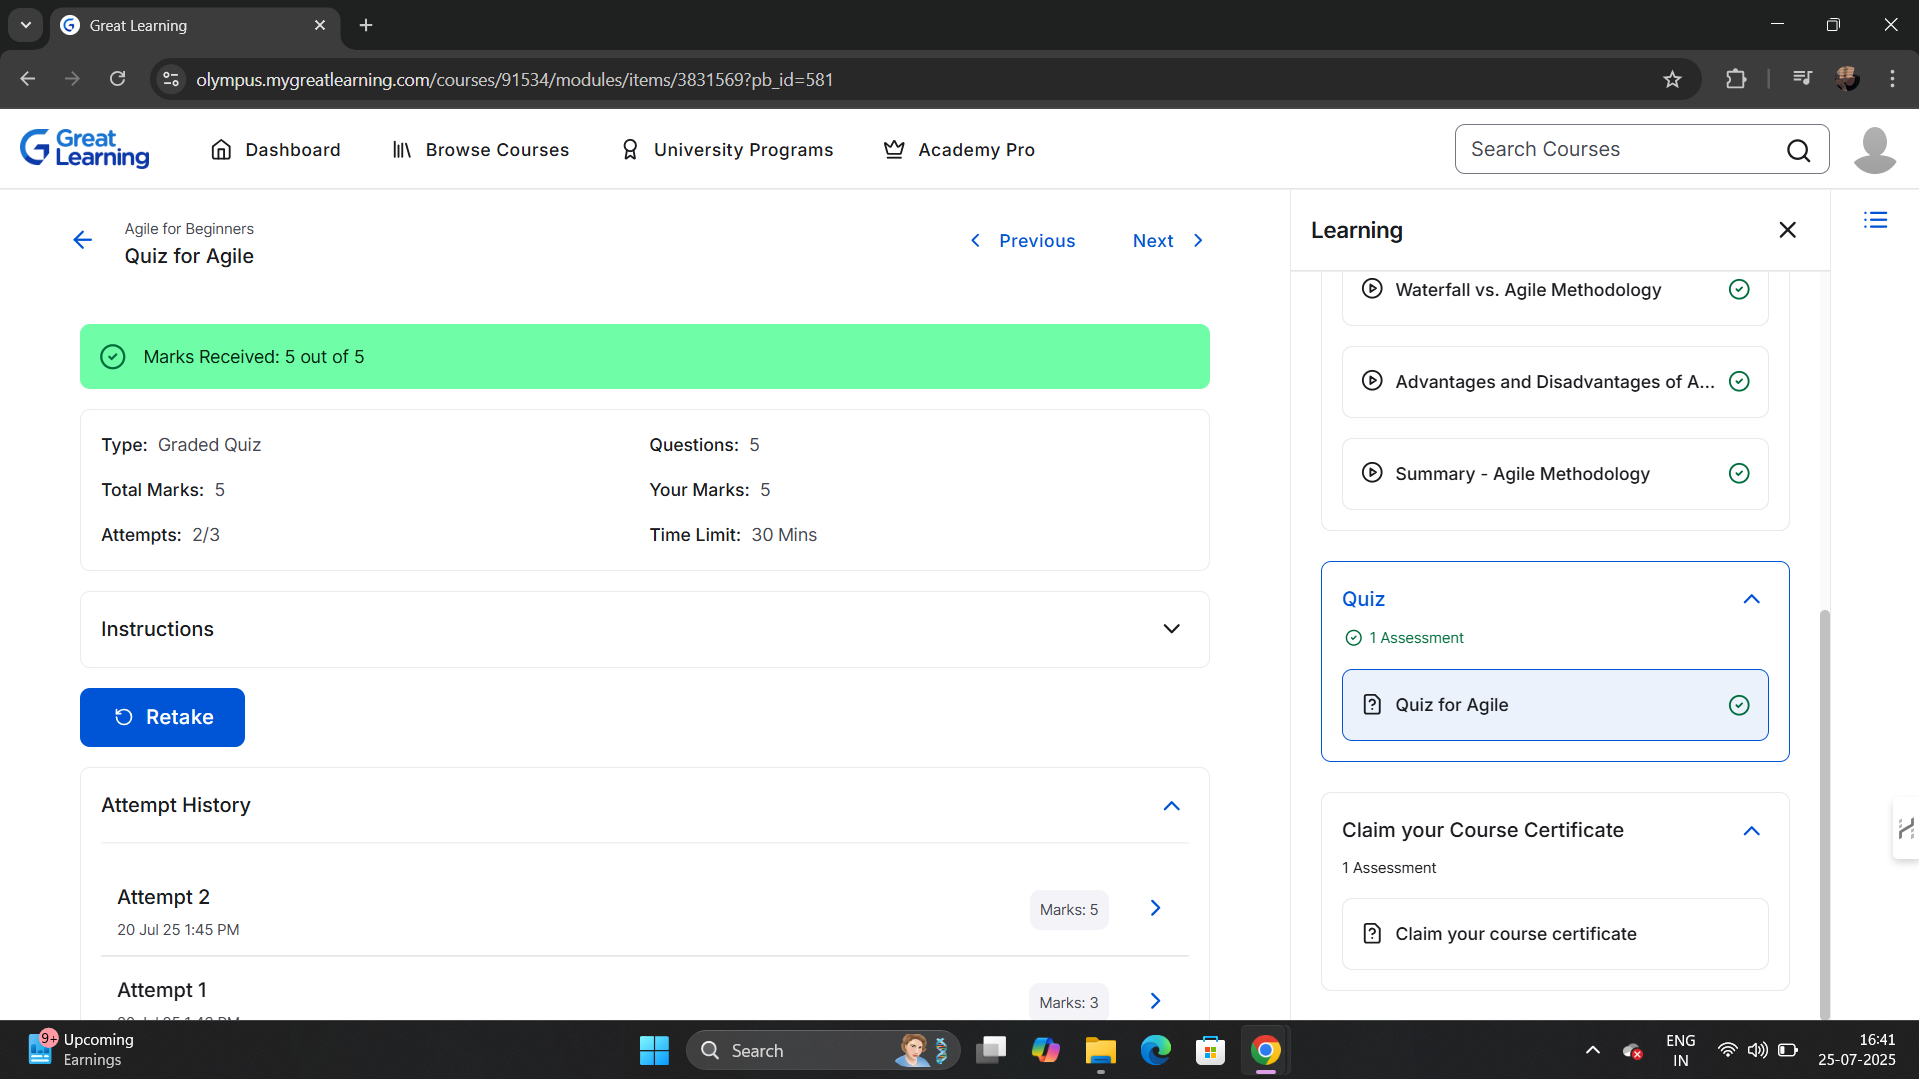 Great Learning
olympus.mygreatlearning.com/courses/91534/modules/items/3831569?pb_id=581
Great
Learning
Dashboard
Browse Courses
University Programs
Academy Pro
Search Courses
Agile for Beginners
Quiz for Agile
Previous
Next
Marks Received: 5 out of 5
Type: Graded Quiz
Questions: 5
Total Marks: 5
Your Marks: 5
Attempts: 2/3
Time Limit: 30 Mins
Instructions
Retake
Attempt History
Attempt 2
20 Jul 25 1:45 PM
Marks: 5
Attempt 1
Marks: 3
Learning
Waterfall vs. Agile Methodology
Advantages and Disadvantages of A...
Summary - Agile Methodology
Quiz
1 Assessment
Quiz for Agile
Claim your Course Certificate
1 Assessment
Claim your course certificate
9+
Upcoming
Earnings
Search
ENG
IN
16:41
25-07-2025